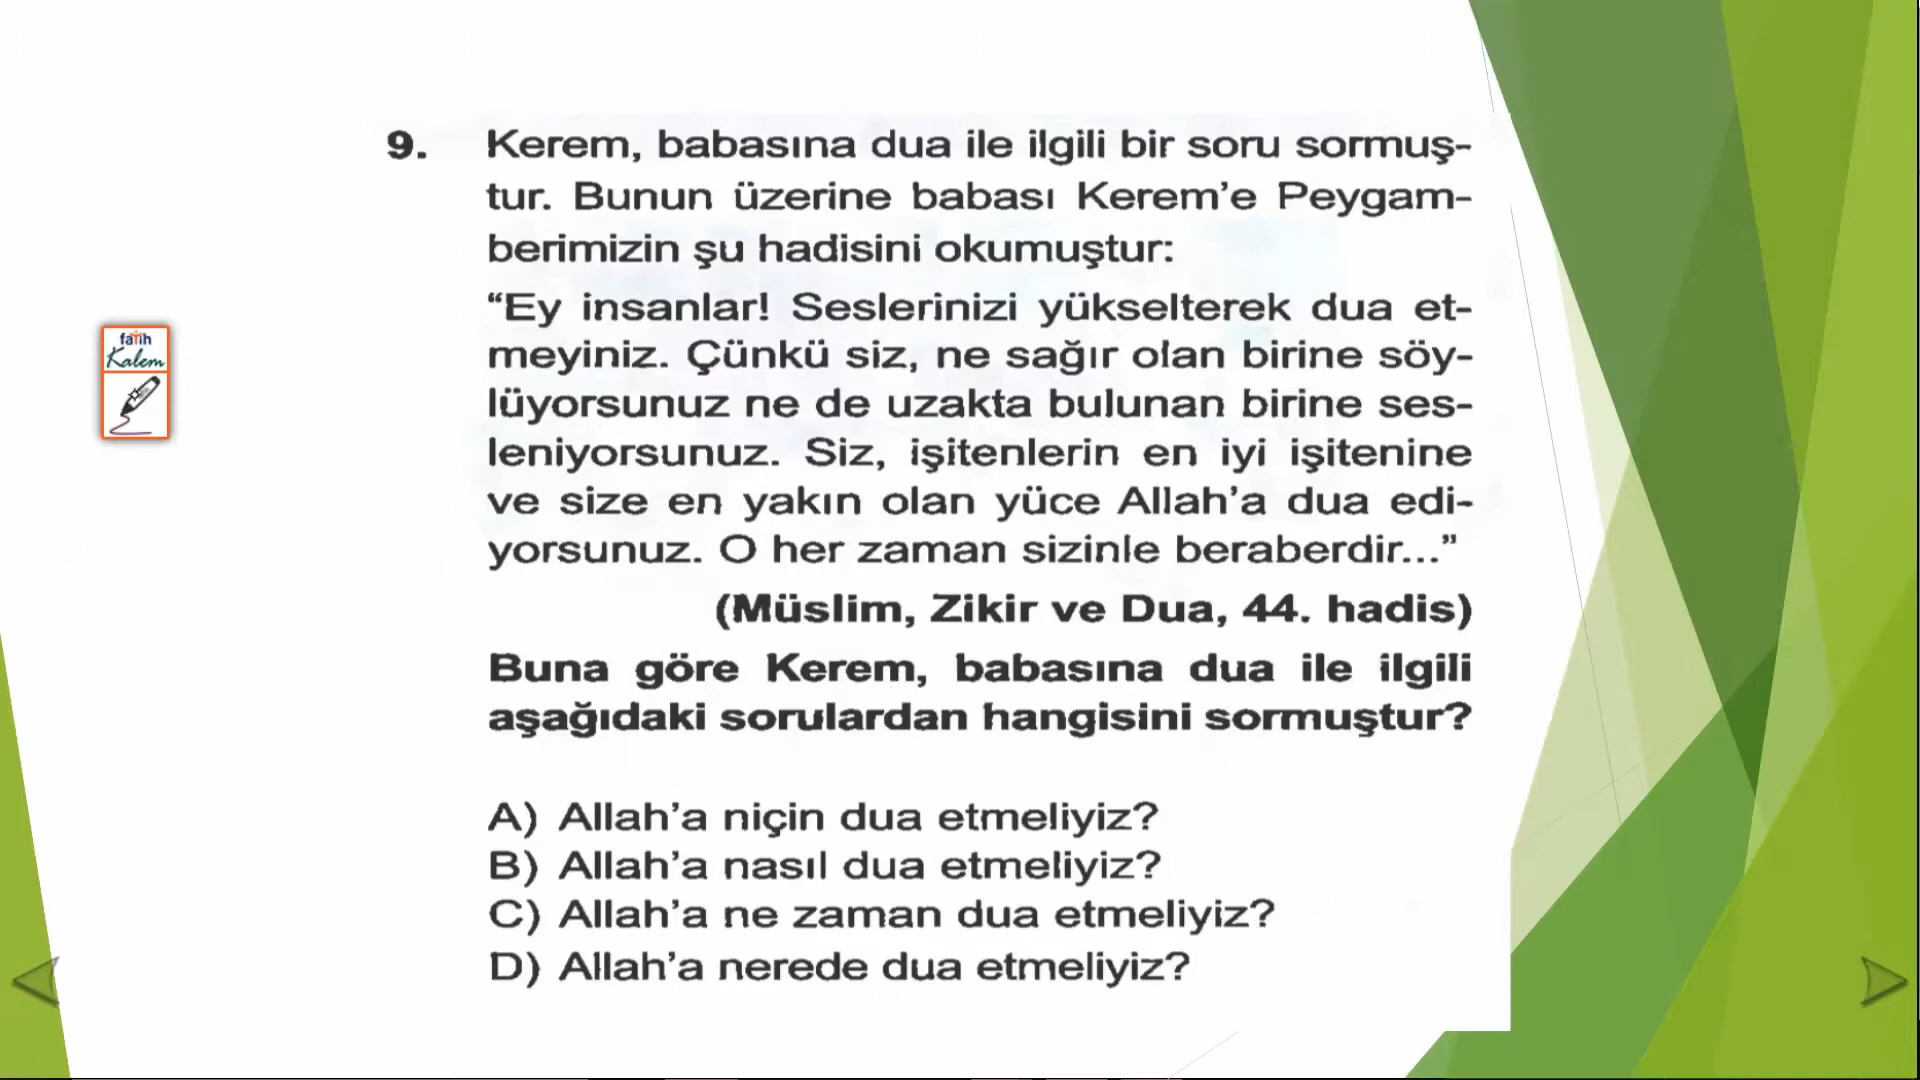 9. Kerem, babasına dua ile ilgili bir soru sormuş-
tur. Bunun üzerine babası Kerem’e Peygam-
berimizin şu hadisini okumuştur:
“Ey insanlar! Seslerinizi yükselterek dua et-
meyiniz. Çünkü siz, ne sağır olan birine söy-
lüyorsunuz ne de uzakta bulunan birine ses-
leniyorsunuz. Siz, işitenlerin en iyi işitenine
ve size en yakın olan yüce Allah’a dua edi-
yorsunuz. O her zaman sizinle beraberdir...”
(Müslim, Zikir ve Dua, 44. hadis)
Buna göre Kerem, babasına dua ile ilgili
aşağıdaki sorulardan hangisini sormuştur?
A) Allah’a niçin dua etmeliyiz?
B) Allah’a nasıl dua etmeliyiz?
C) Allah’a ne zaman dua etmeliyiz?
D) Allah’a nerede dua etmeliyiz?
fatih
Kalem